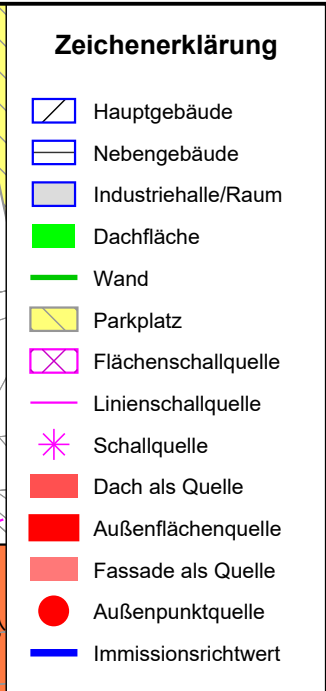 Zeichenerklärung
Hauptgebäude
Nebengebäude
Industriehalle/Raum
Dachfläche
Wand
Parkplatz
Flächenschallquelle
Linienschallquelle
Schallquelle
Dach als Quelle
Außenflächenquelle
Fassade als Quelle
Außenpunktquelle
Immissionsrichtwert